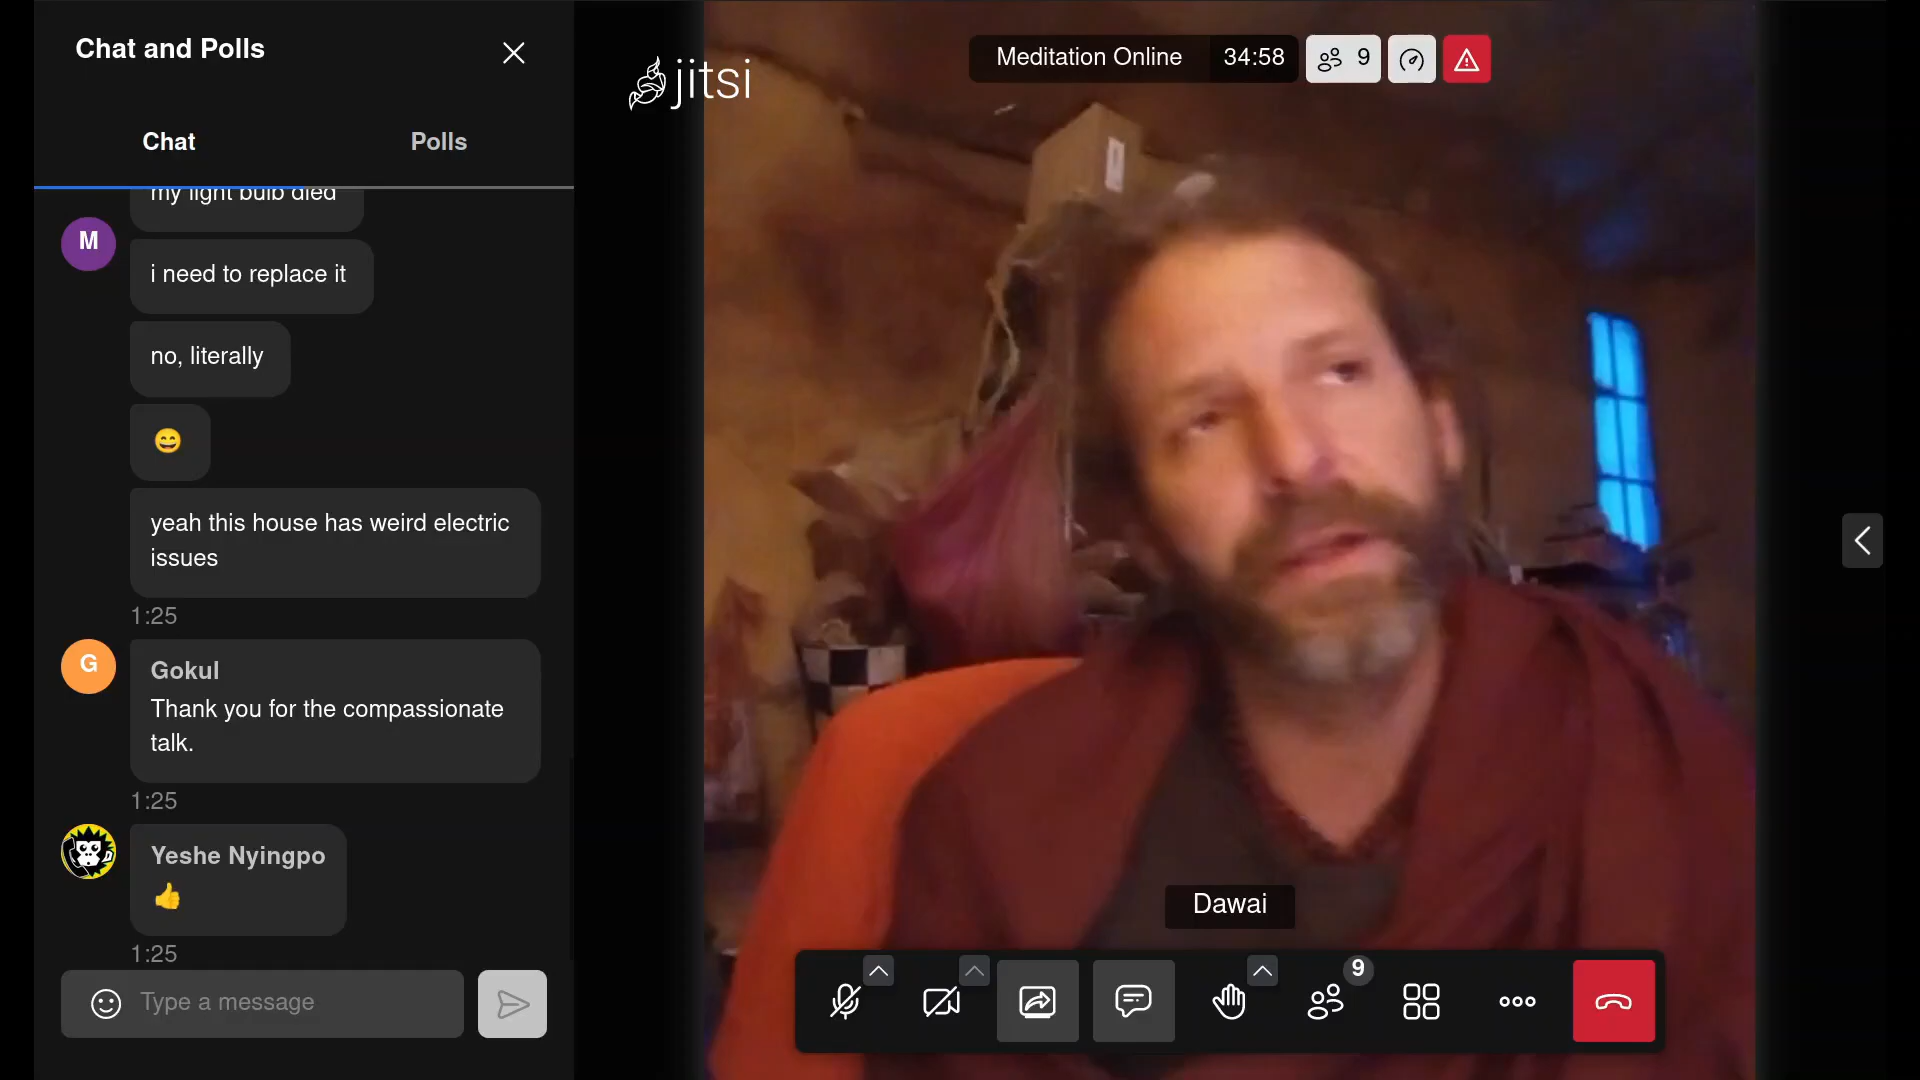 Chat and Polls
Chat
Polls
my light bulb died
M
i need to replace it
no, literally
yeah this house has weird electric
issues
1:25
G
Gokul
Thank you for the compassionate
talk.
1:25
Yeshe Nyingpo
1:25
Type a message
jitsi
Meditation Online
34:58
9
Dawai
9